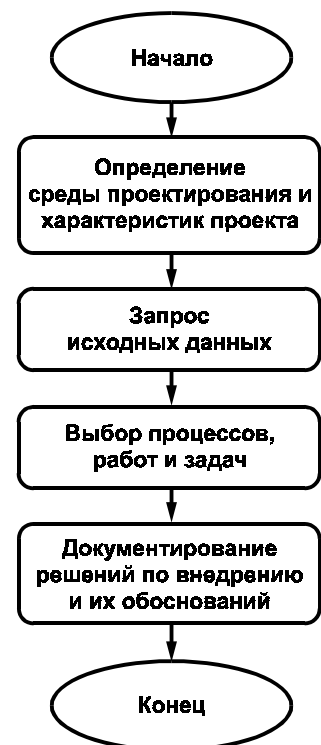 Начало
Определение
среды проектирования и
характеристик проекта
Запрос
исходных данных
Выбор процессов,
работ и задач
Документирование
решений по внедрению
и их обоснований
Конец